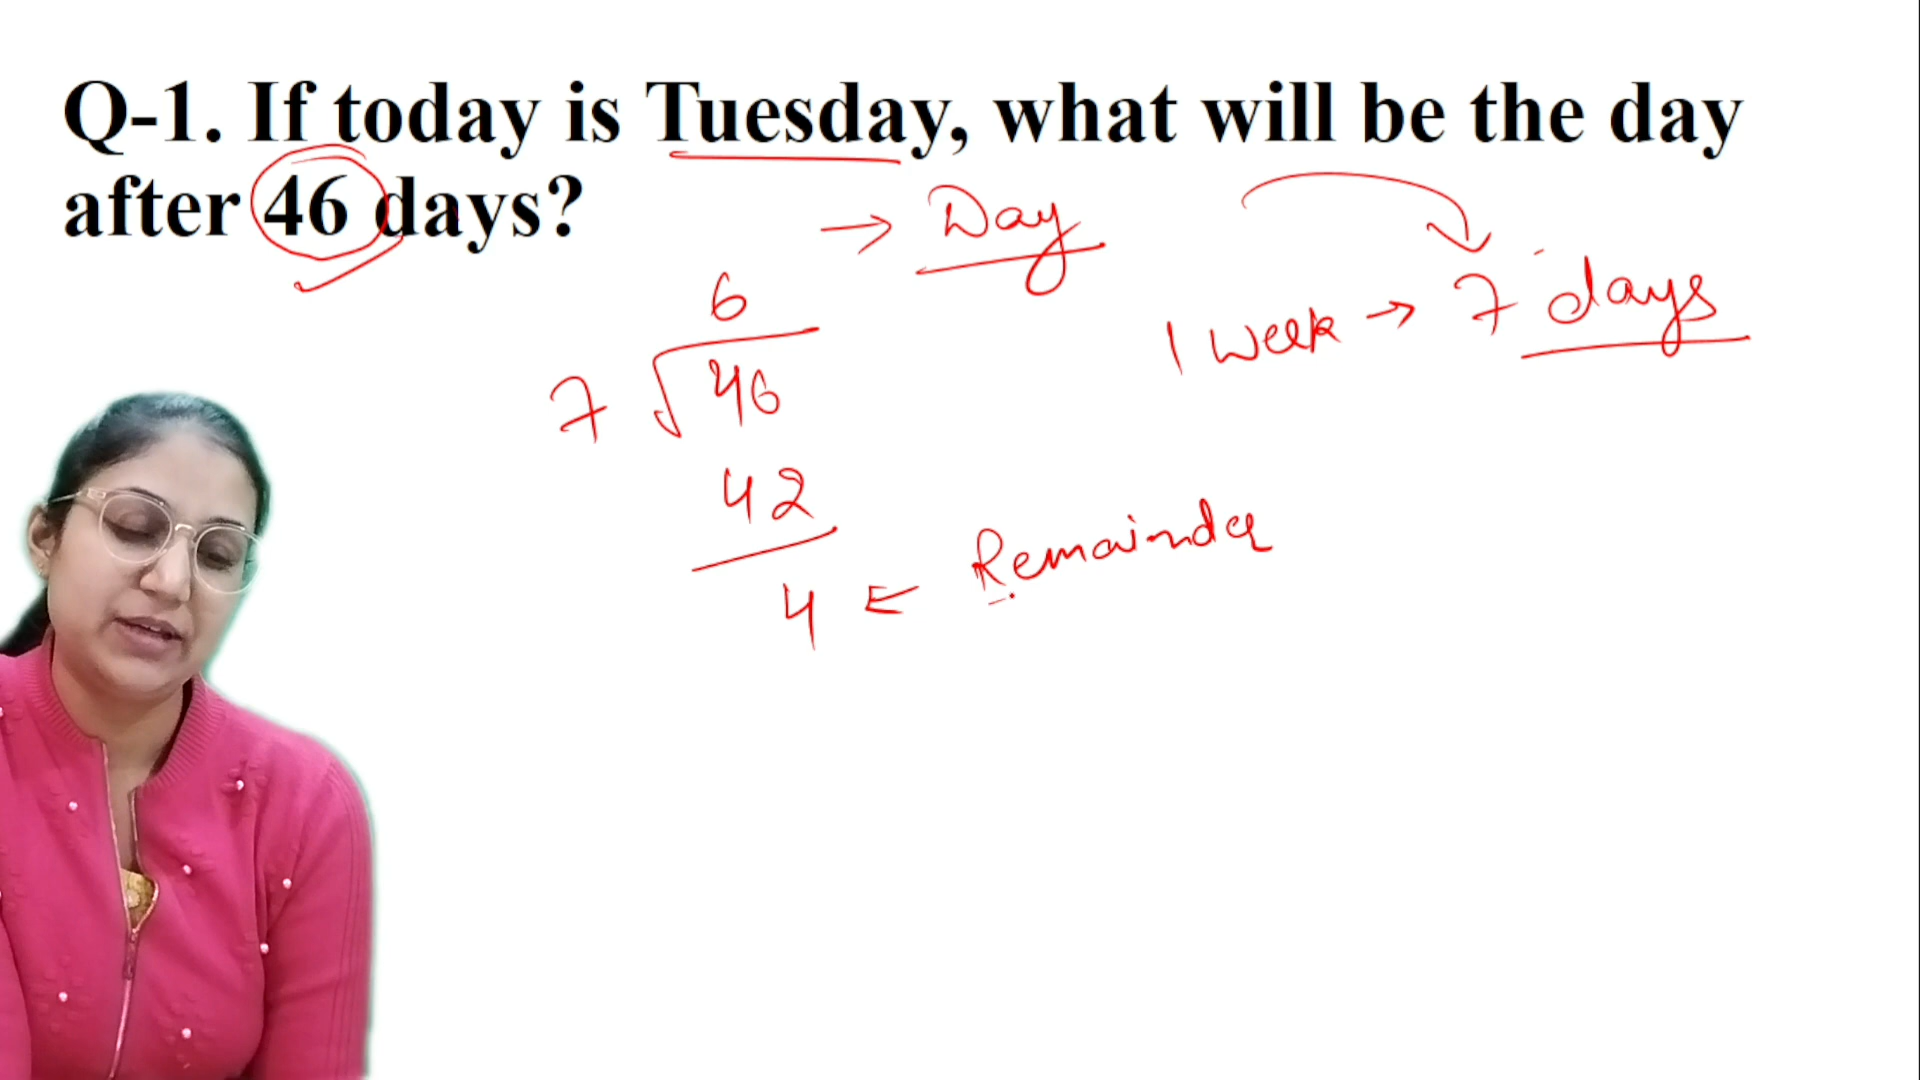 Q-1. If today is Tuesday, what will be the day
after 46 days?
→ Day
1 week → 7 days
6
7 46
42
4 ← Remainder